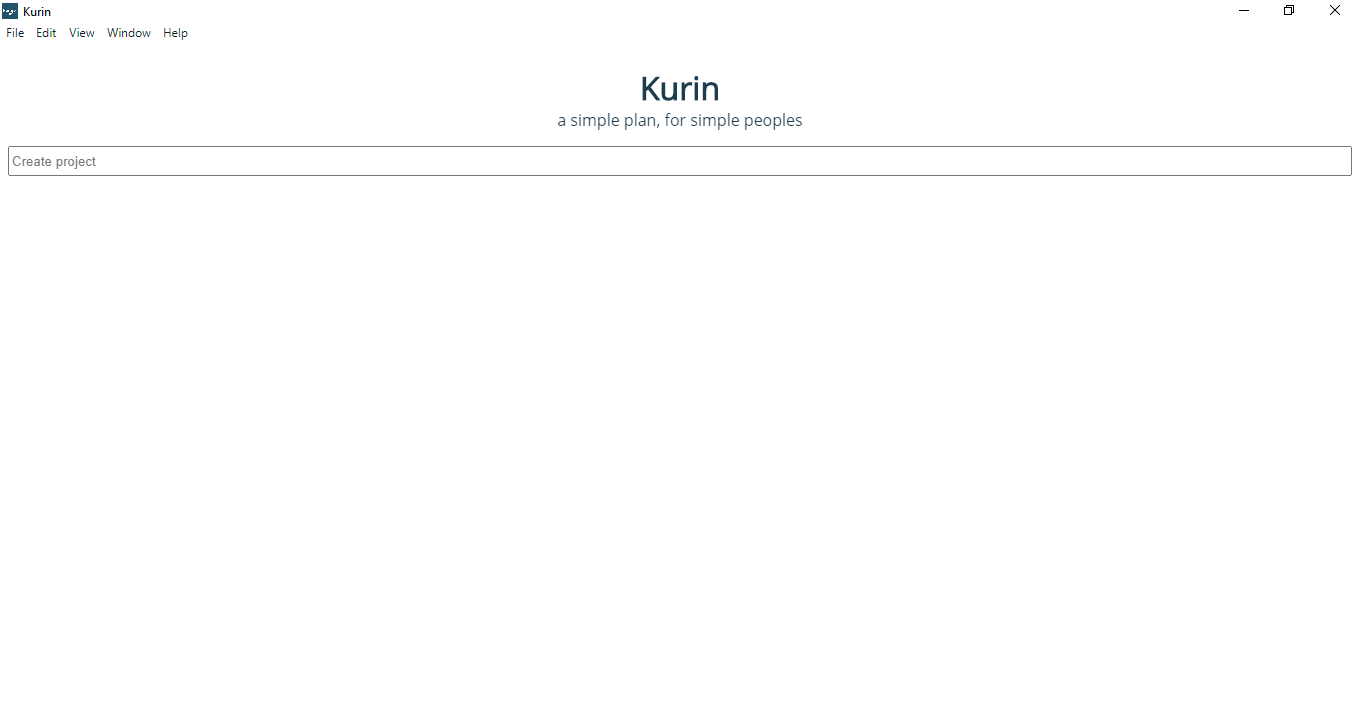 Kurin
File Edit View Window Help
Kurin
a simple plan, for simple peoples
Create project